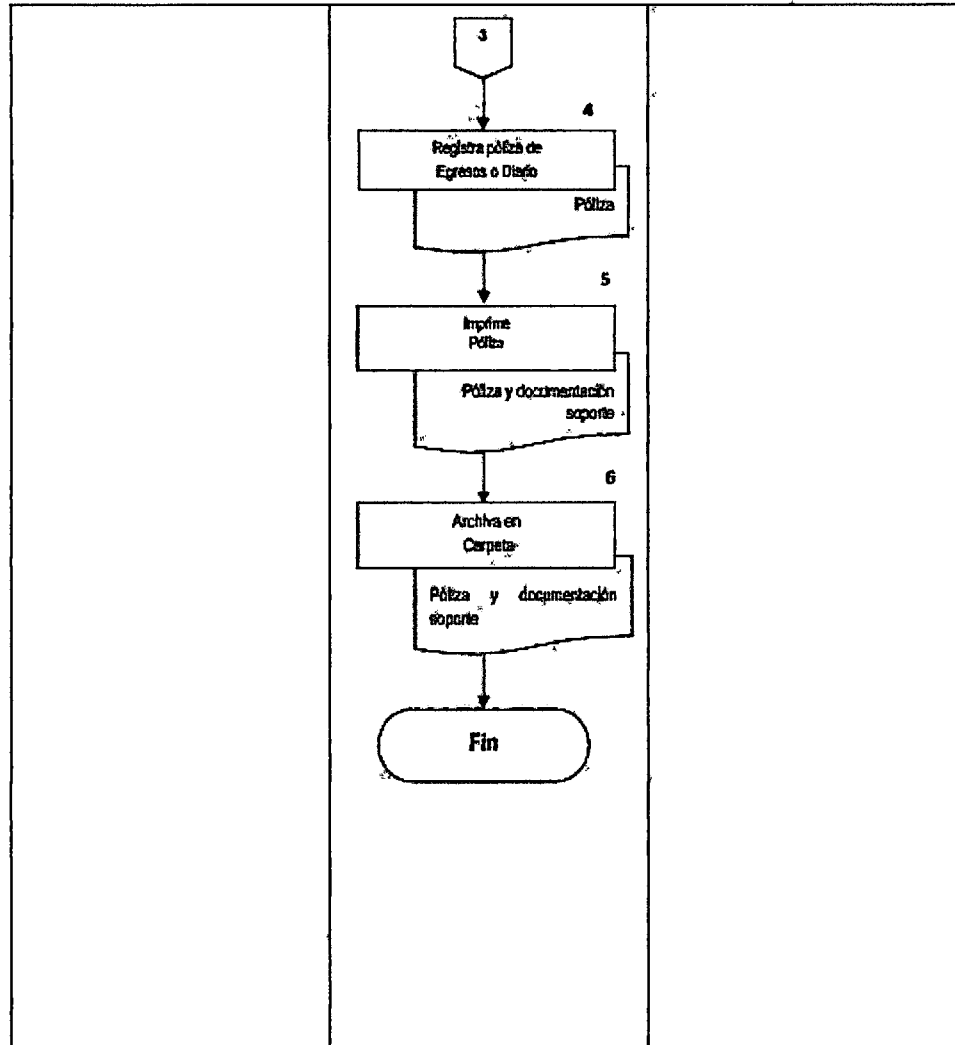 3
4
Registra póliza de
Egresos o Diario
Póliza
5
Imprime
Póliza
Póliza y documentación
soporte
6
Archiva en
Carpeta
Póliza y documentación
soporte
Fin